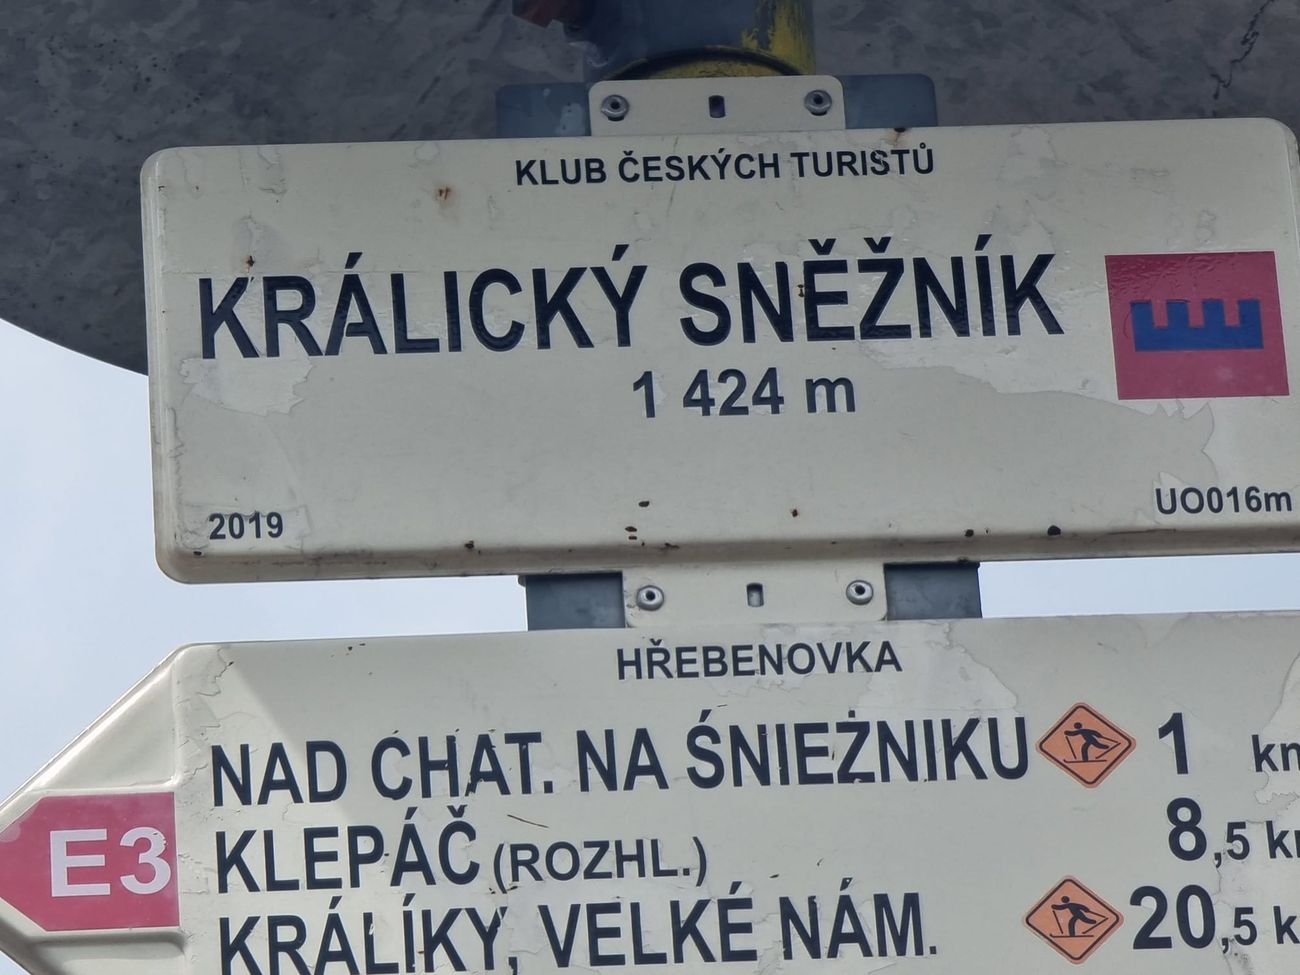 KLUB ČESKÝCH TURISTŮ
KRÁLICKÝ SNĚŽNÍK
1 424 m
2019 UO016m
HŘEBENOVKA
NAD CHAT. NA ŚNIEŻNIKU 1 km
E3
KLEPÁČ (ROZHL.) 8,5 km
KRÁLÍKY, VELKÉ NÁM. 20,5 k